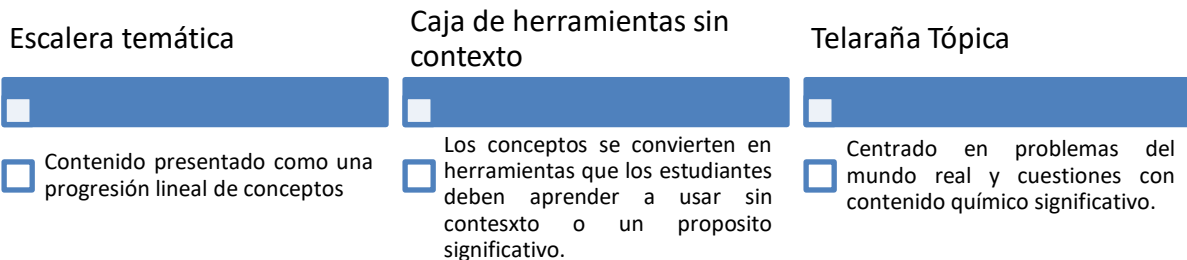 Escalera temática
Contenido presentado como una
progresión lineal de conceptos
Caja de herramientas sin
contexto
Los conceptos se convierten en
herramientas que los estudiantes
deben aprender a usar sin
contesxto o un proposito
significativo.
Telaraña Tópica
Centrado en problemas del
mundo real y cuestiones con
contenido químico significativo.